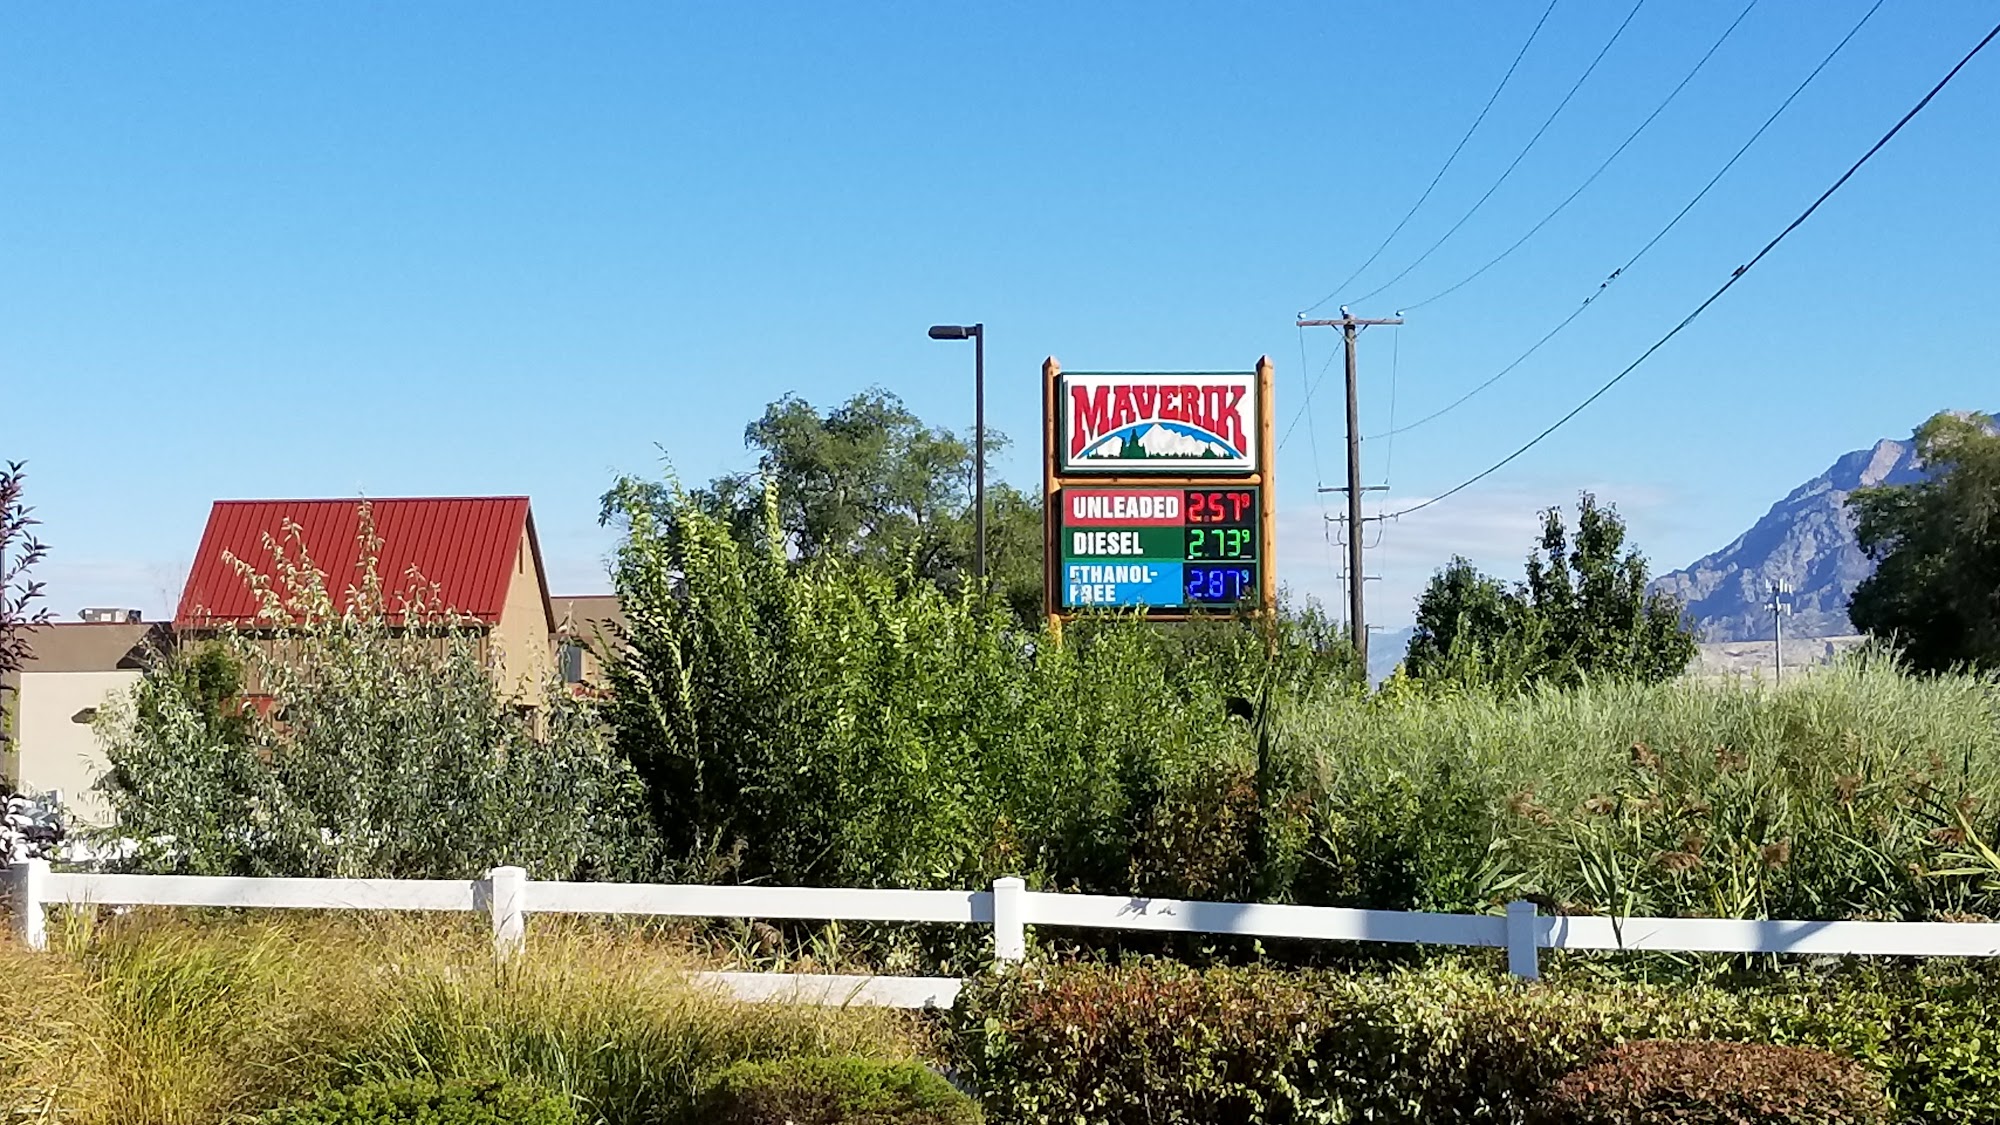 MAVERIK
UNLEADED 2.57⁹
DIESEL 2.73⁹
ETHANOL-
FREE 2.87⁹